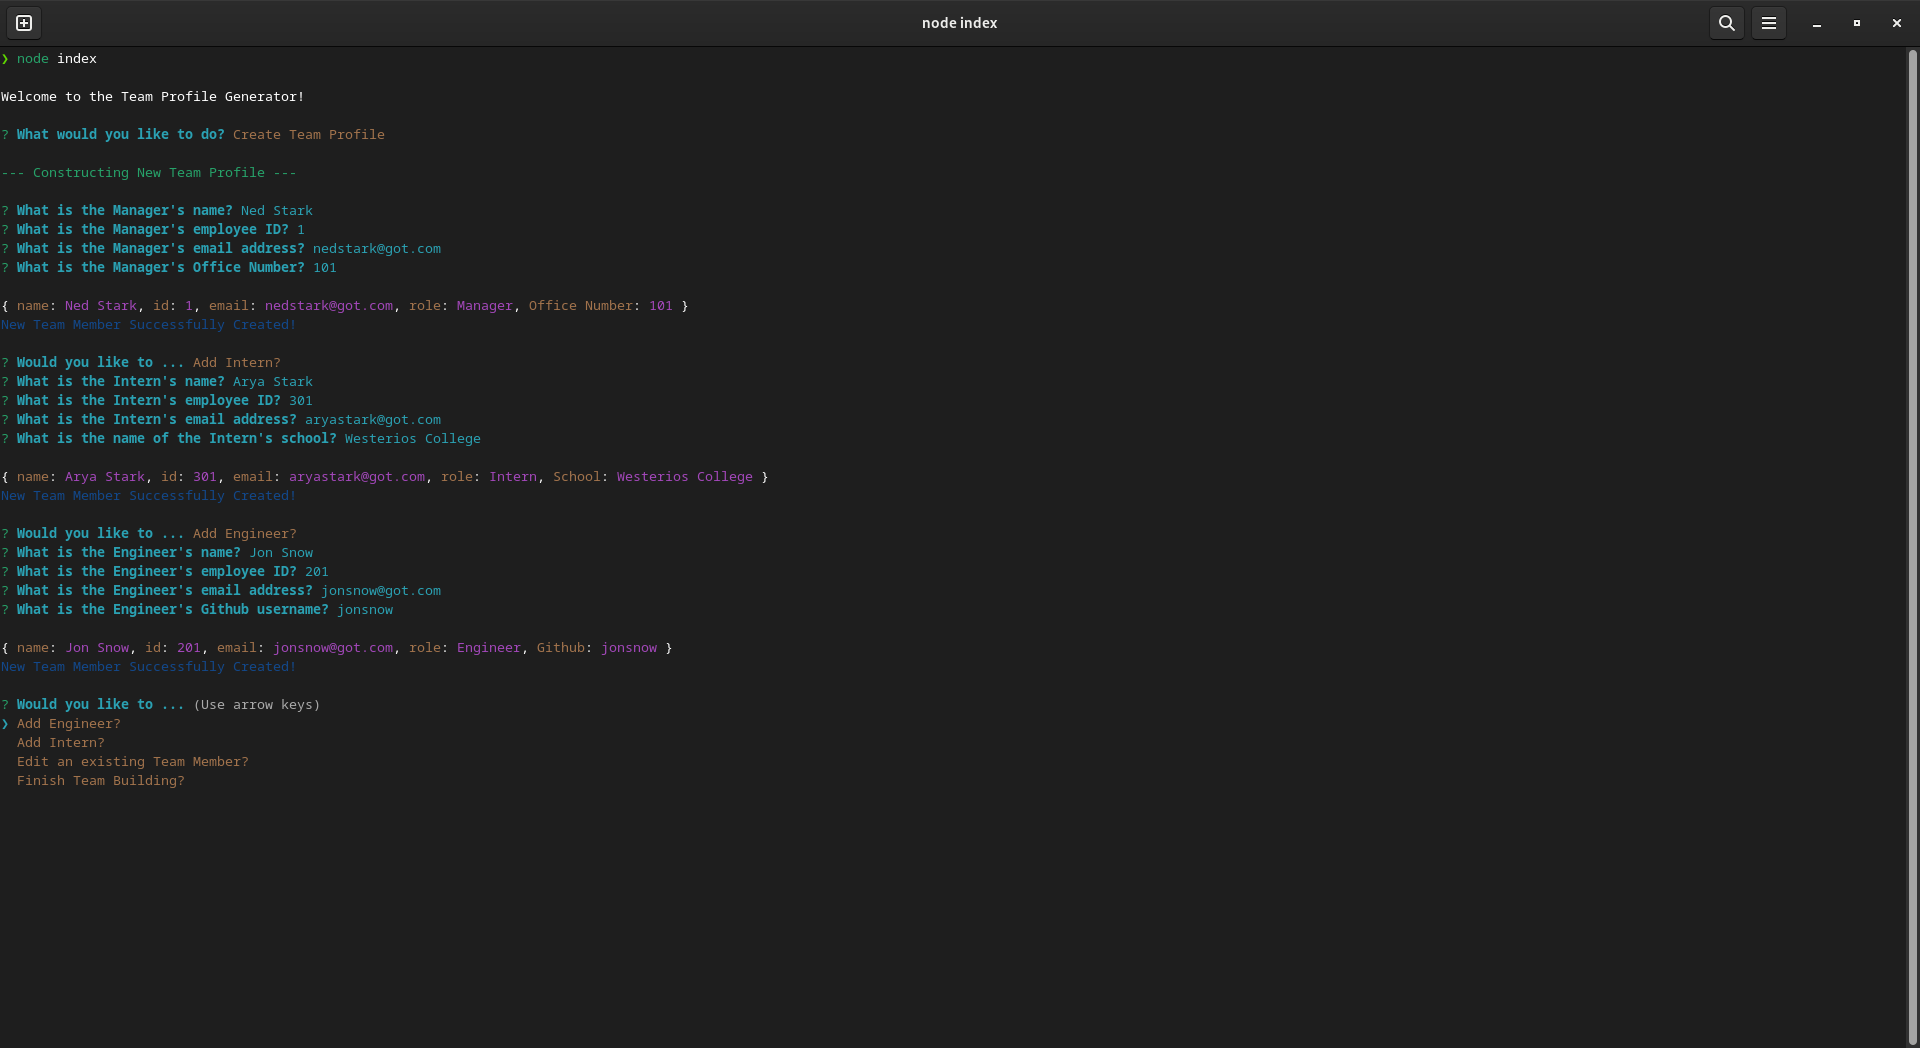 node index
❯ node index
Welcome to the Team Profile Generator!
? What would you like to do? Create Team Profile
--- Constructing New Team Profile ---
? What is the Manager's name? Ned Stark
? What is the Manager's employee ID? 1
? What is the Manager's email address? nedstark@got.com
? What is the Manager's Office Number? 101
{ name: Ned Stark, id: 1, email: nedstark@got.com, role: Manager, Office Number: 101 }
New Team Member Successfully Created!
? Would you like to ... Add Intern?
? What is the Intern's name? Arya Stark
? What is the Intern's employee ID? 301
? What is the Intern's email address? aryastark@got.com
? What is the name of the Intern's school? Westerios College
{ name: Arya Stark, id: 301, email: aryastark@got.com, role: Intern, School: Westerios College }
New Team Member Successfully Created!
? Would you like to ... Add Engineer?
? What is the Engineer's name? Jon Snow
? What is the Engineer's employee ID? 201
? What is the Engineer's email address? jonsnow@got.com
? What is the Engineer's Github username? jonsnow
{ name: Jon Snow, id: 201, email: jonsnow@got.com, role: Engineer, Github: jonsnow }
New Team Member Successfully Created!
? Would you like to ... (Use arrow keys)
❯ Add Engineer?
Add Intern?
Edit an existing Team Member?
Finish Team Building?